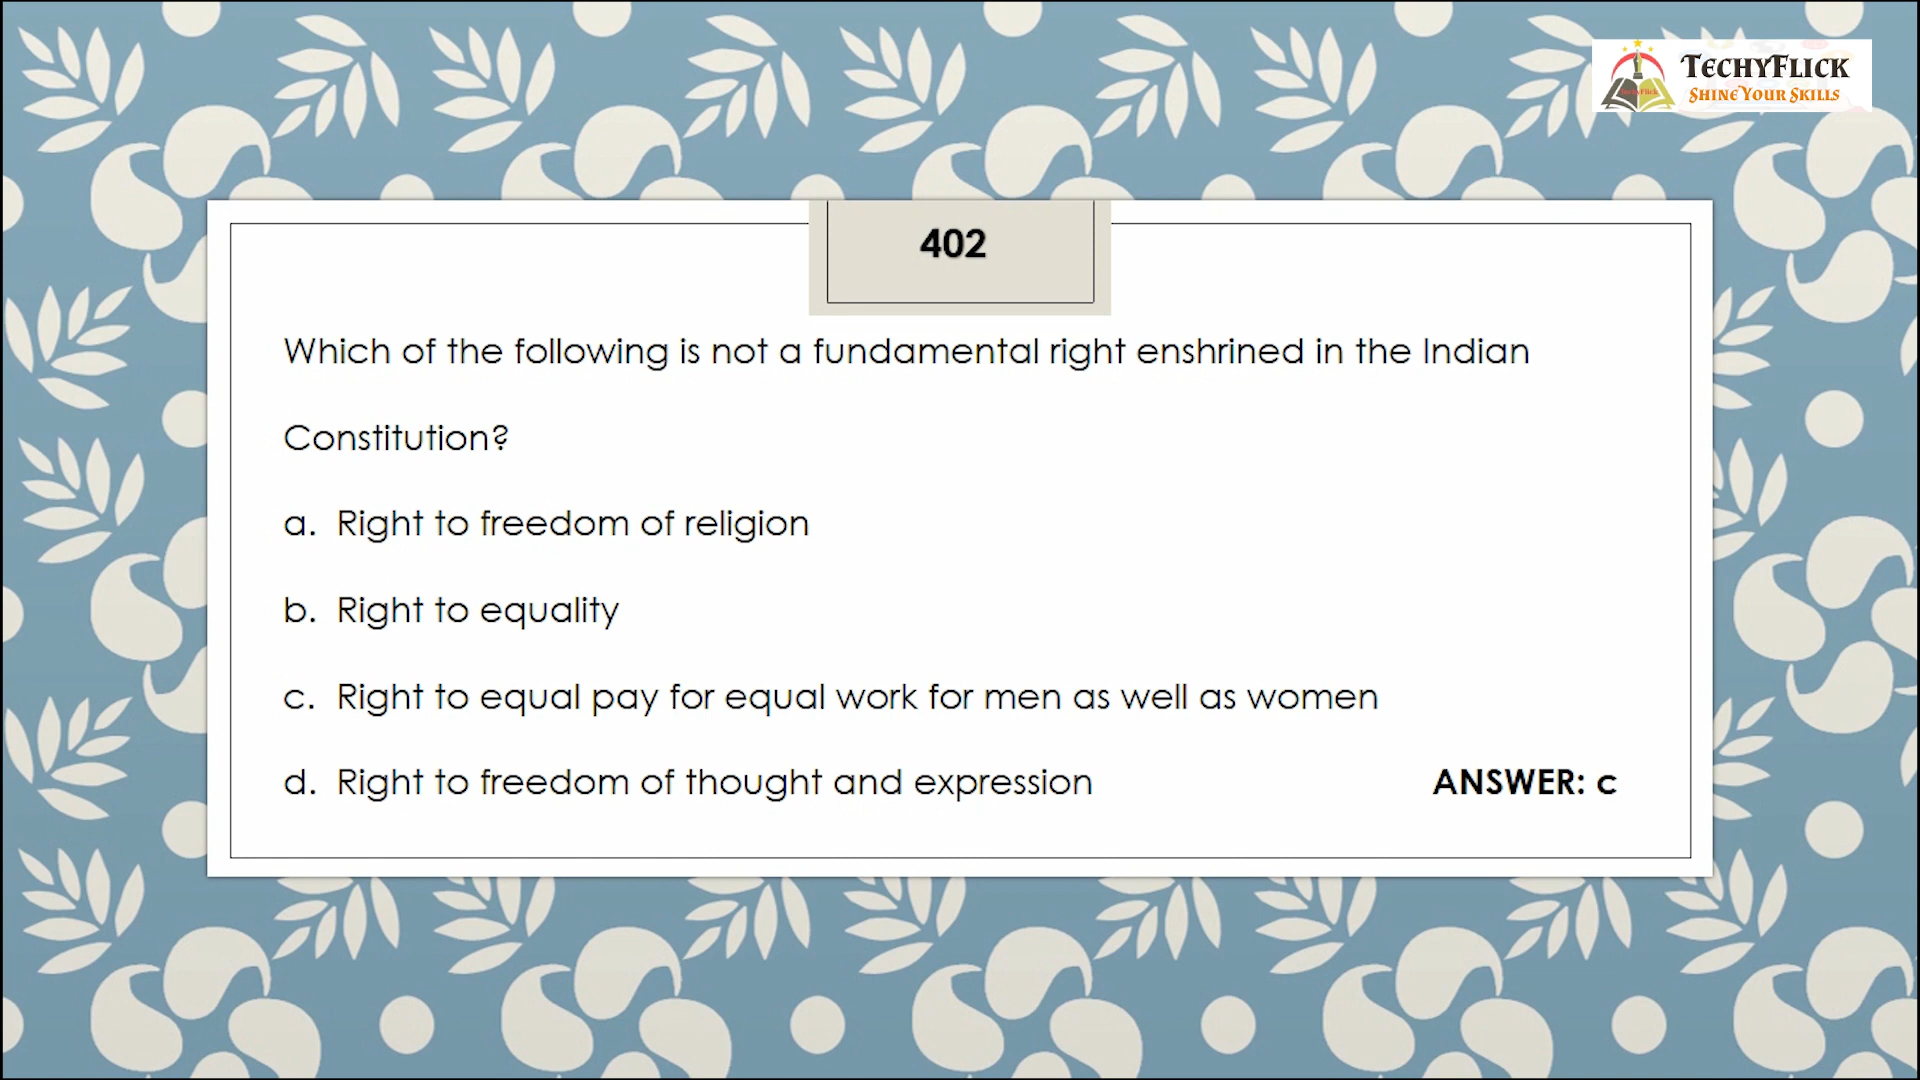 TECHYFLICK
SHINE YOUR SKILLS
402
Which of the following is not a fundamental right enshrined in the Indian
Constitution?
a. Right to freedom of religion
b. Right to equality
c. Right to equal pay for equal work for men as well as women
d. Right to freedom of thought and expression ANSWER: c